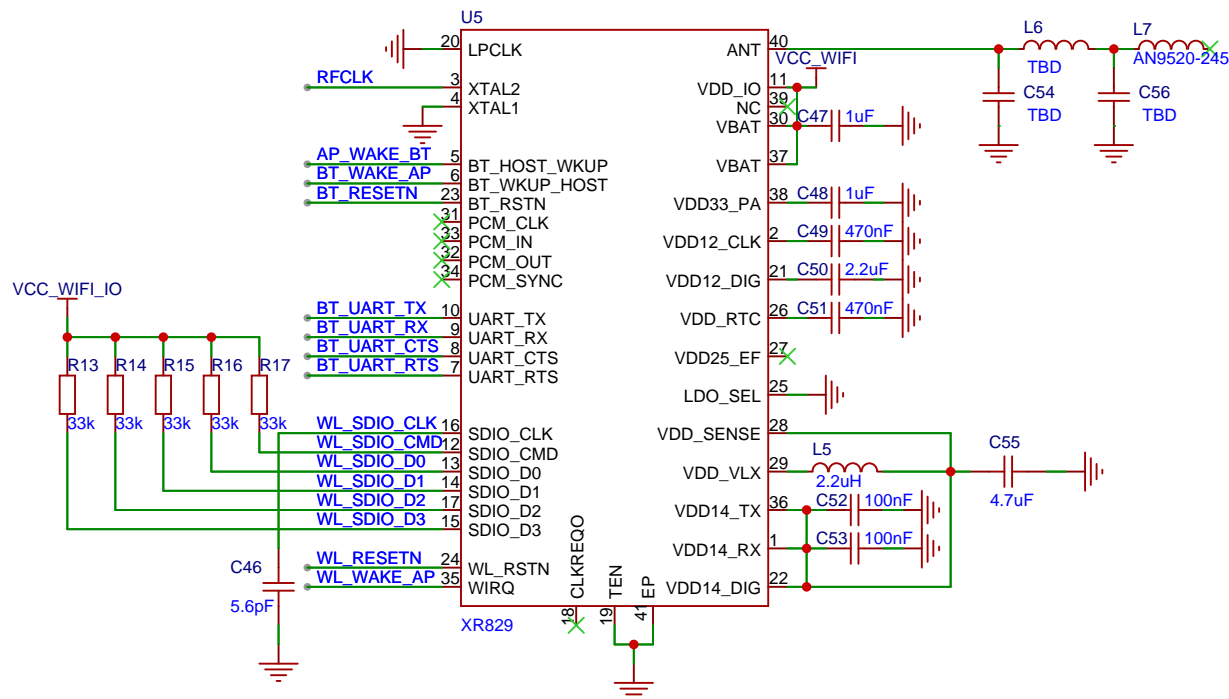 U5
20 LPCLK
RFCLK 3 XTAL2
4 XTAL1
AP_WAKE_BT 5 BT_HOST_WKUP
BT_WAKE_AP 6 BT_WKUP_HOST
BT_RESETN 23 BT_RSTN
31 PCM_CLK
33 PCM_IN
32 PCM_OUT
34 PCM_SYNC
VCC_WIFI_IO
BT_UART_TX 10 UART_TX
BT_UART_RX 9 UART_RX
BT_UART_CTS 8 UART_CTS
BT_UART_RTS 7 UART_RTS
R13 R14 R15 R16 R17
33k 33k 33k 33k 33k
WL_SDIO_CLK 16 SDIO_CLK
WL_SDIO_CMD 12 SDIO_CMD
WL_SDIO_D0 13 SDIO_D0
WL_SDIO_D1 14 SDIO_D1
WL_SDIO_D2 17 SDIO_D2
WL_SDIO_D3 15 SDIO_D3
WL_RESETN 24 WL_RSTN
WL_WAKE_AP 35 WIRQ
C46
5.6pF
XR829
18 CLKREQO
19 TEN
41 EP
ANT 40
VCC_WIFI
VDD_IO 11
NC 39
VBAT 30 C47 1uF
VBAT 37
VDD33_PA 38 C48 1uF
VDD12_CLK 2 C49 470nF
VDD12_DIG 21 C50 2.2uF
VDD_RTC 26 C51 470nF
VDD25_EF 27
LDO_SEL 25
VDD_SENSE 28
VDD_VLX 29 L5
2.2uH
C55
4.7uF
VDD14_TX 36 C52 100nF
VDD14_RX 1 C53 100nF
VDD14_DIG 22
L6
TBD
L7
AN9520-245
C54
TBD
C56
TBD